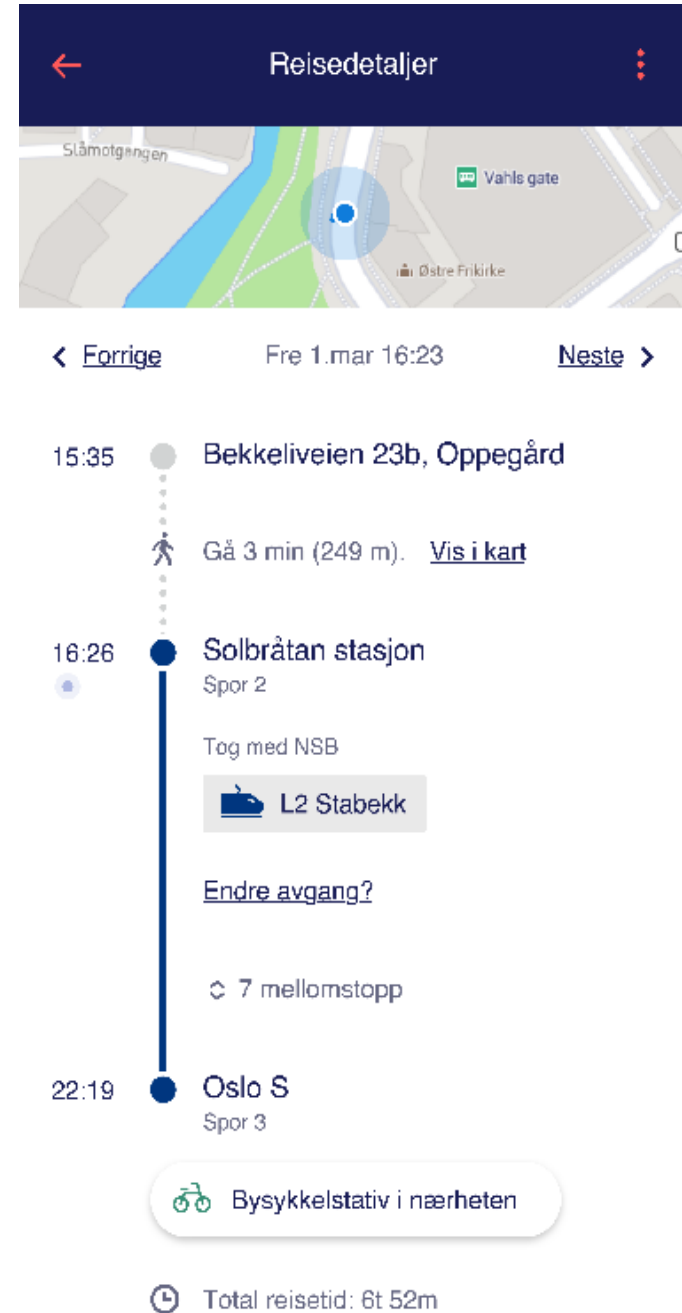 Reisedetaljer
Slåmotgangen
Vahls gate
Østre Frikirke
Forrige
Fre 1.mar 16:23
Neste
15:35
Bekkeliveien 23b, Oppegård
Gå 3 min (249 m). Vis i kart
16:26
Solbråtan stasjon
Spor 2
Tog med NSB
L2 Stabekk
Endre avgang?
7 mellomstopp
22:19
Oslo S
Spor 3
Bysykkelstativ i nærheten
Total reisetid: 6t 52m